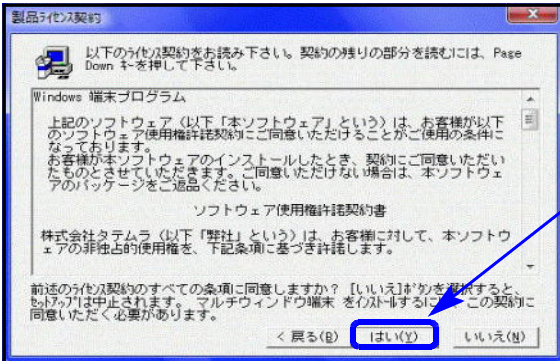 製品ライセンス契約
以下のライセンス契約をお読み下さい。契約の残りの部分を読むには、Page
Down キーを押して下さい。
Windows 端末プログラム
上記のソフトウェア(以下「本ソフトウェア」という)は、お客様が以下
のソフトウェア使用権許諾契約にご同意いただけることがご使用の条件に
なっております。
お客様が本ソフトウェアのインストールしたとき、契約にご同意いただい
たものとさせていただきます。ご同意いただけない場合は、本ソフトウェ
アのパッケージをご返品ください。
ソフトウェア使用権許諾契約書
株式会社タテムラ(以下「弊社」という)は、お客様に対して、本ソフトウ
ェアの非独占的使用権を、下記条項に基づき許諾します。
前述のライセンス契約のすべての条項に同意しますか? [いいえ]ボタンを選択すると、
セットアップは中止されます。 マルチウィンドウ端末 をインストールするには、この契約に
同意いただく必要があります。
< 戻る(B)
はい(Y)
いいえ(N)